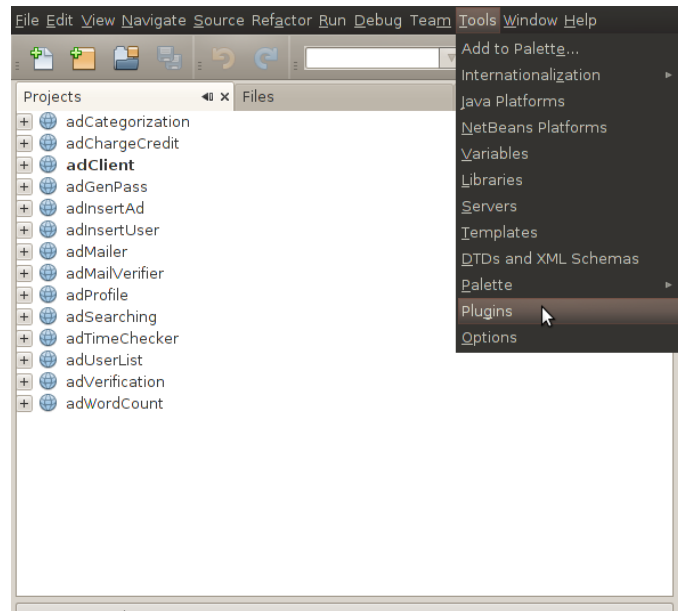 File Edit View Navigate Source Refactor Run Debug Team Tools Window Help
Add to Palette...
Internationalization
Java Platforms
NetBeans Platforms
Variables
Libraries
Servers
Templates
DTDs and XML Schemas
Palette
Plugins
Options
Projects
Files
adCategorization
adChargeCredit
adClient
adGenPass
adInsertAd
adInsertUser
adMailer
adMailVerifier
adProfile
adSearching
adTimeChecker
adUserList
adVerification
adWordCount